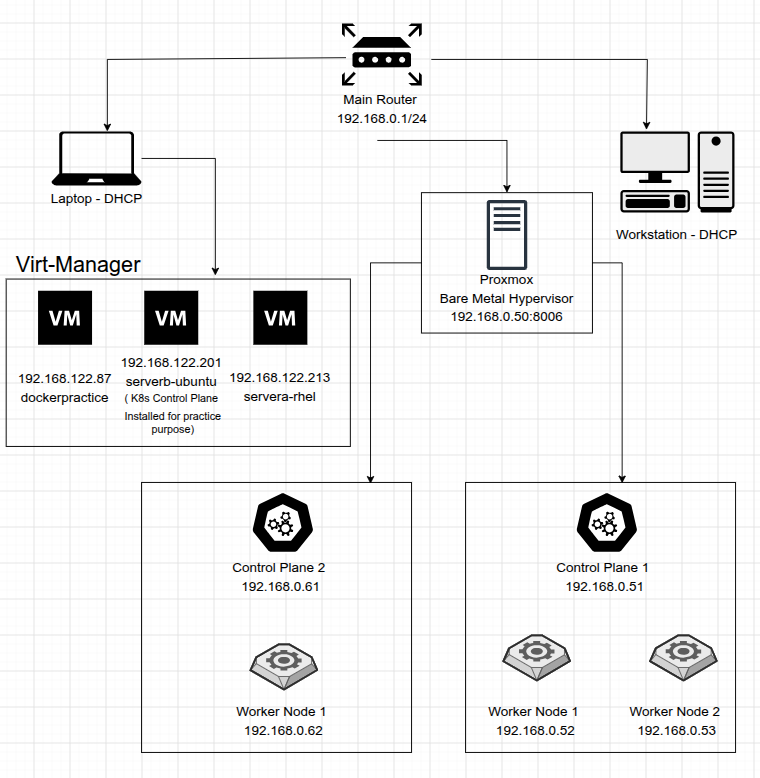 Main Router
192.168.0.1/24
Laptop - DHCP
Workstation - DHCP
Proxmox
Bare Metal Hypervisor
192.168.0.50:8006
Virt-Manager
VM
192.168.122.87
dockerpractice
VM
192.168.122.201
serverb-ubuntu
( K8s Control Plane
Installed for practice
purpose)
VM
192.168.122.213
servera-rhel
Control Plane 2
192.168.0.61
Worker Node 1
192.168.0.62
Control Plane 1
192.168.0.51
Worker Node 1
192.168.0.52
Worker Node 2
192.168.0.53